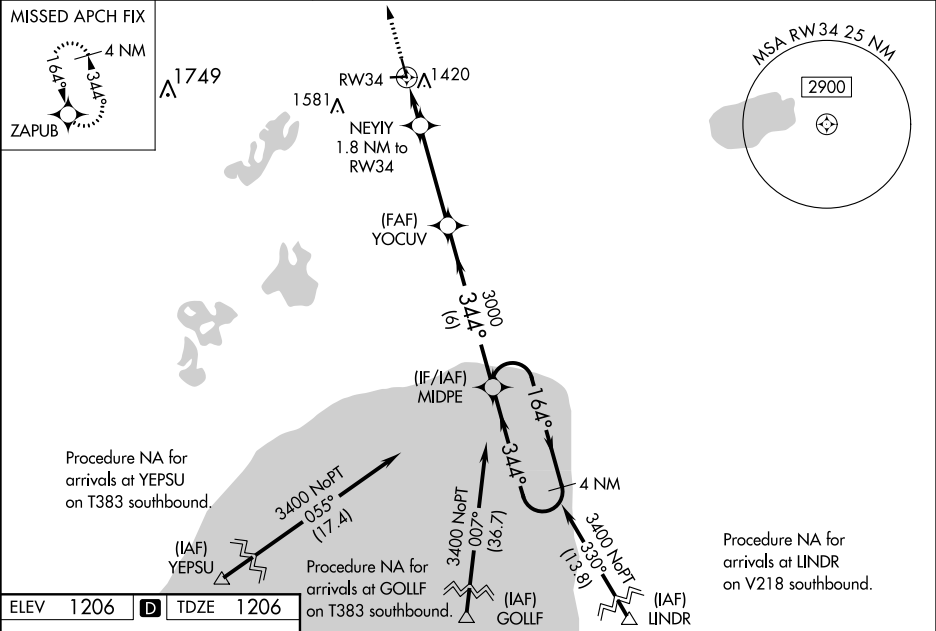 MISSED APCH FIX
4 NM
164°
344°
ZAPUB
1749
RW34
1420
1581
NEYIY
1.8 NM to
RW34
MSA RW34 25 NM
2900
(FAF)
YOCUV
3000
344°
(6)
(IF/IAF)
MIDPE
164°
344°
4 NM
Procedure NA for
arrivals at YEPSU
on T383 southbound.
3400 NoPT
055°
(17.4)
(IAF)
YEPSU
3400 NoPT
007°
(36.7)
Procedure NA for
arrivals at GOLLF
on T383 southbound.
(IAF)
GOLLF
3400 NoPT
330°
(13.8)
(IAF)
LINDR
Procedure NA for
arrivals at LINDR
on V218 southbound.
ELEV 1206 D TDZE 1206